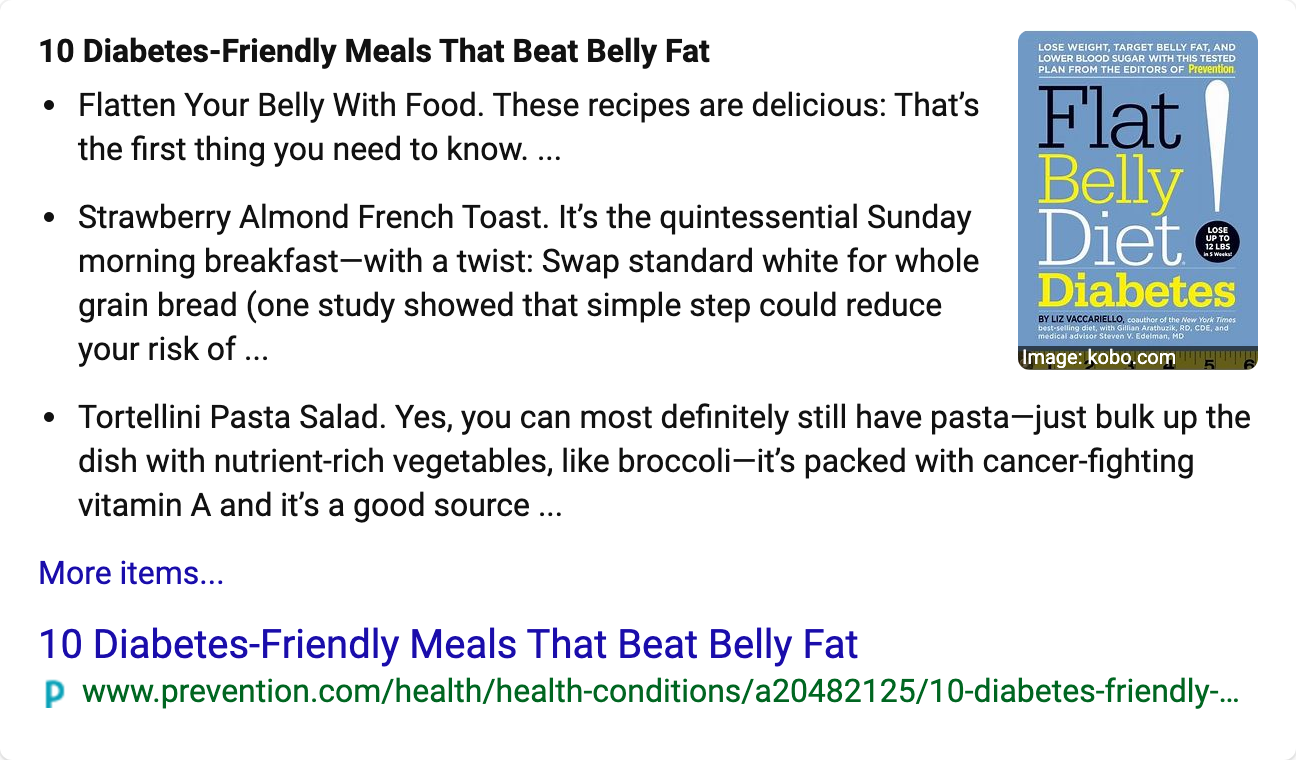 10 Diabetes-Friendly Meals That Beat Belly Fat
• Flatten Your Belly With Food. These recipes are delicious: That's
the first thing you need to know. ...
• Strawberry Almond French Toast. It's the quintessential Sunday
morning breakfast—with a twist: Swap standard white for whole
grain bread (one study showed that simple step could reduce
your risk of ...
• Tortellini Pasta Salad. Yes, you can most definitely still have pasta—just bulk up the
dish with nutrient-rich vegetables, like broccoli—it's packed with cancer-fighting
vitamin A and it's a good source ...
More items...
10 Diabetes-Friendly Meals That Beat Belly Fat
www.prevention.com/health/health-conditions/a20482125/10-diabetes-friendly-...
LOSE WEIGHT, TARGET BELLY FAT, AND
LOWER BLOOD SUGAR WITH THIS TESTED
PLAN FROM THE EDITORS OF Prevention.
Flat
Belly
Diet!
Diabetes
LOSE
UP TO
12 LBS
in 5 Weeks!
BY LIZ VACCARIELLO, coauthor of the New York Times
best-selling diet, with Gillian Arathuzik, RD, CDE, and
medical advisor Steven V. Edelman, MD
Image: kobo.com